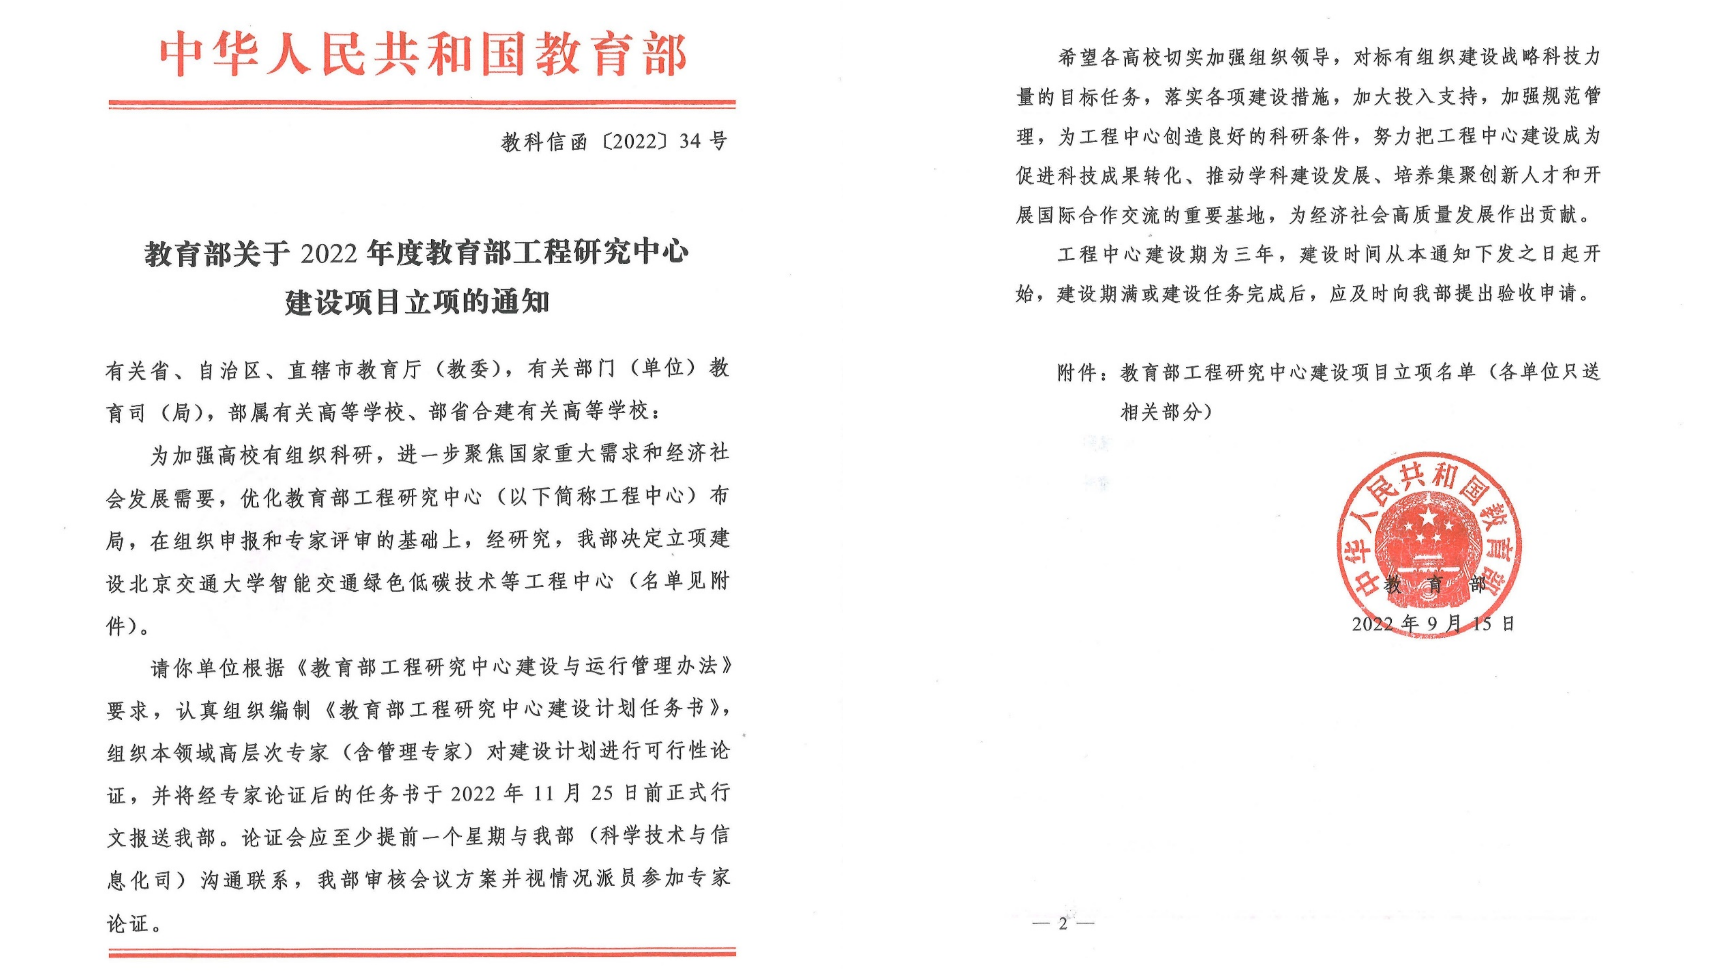 中华人民共和国教育部
教科信函〔2022〕34 号
教育部关于 2022 年度教育部工程研究中心
建设项目立项的通知
有关省、自治区、直辖市教育厅（教委），有关部门（单位）教
育司（局），部属有关高等学校、部省合建有关高等学校：
为加强高校有组织科研，进一步聚焦国家重大需求和经济社
会发展需要，优化教育部工程研究中心（以下简称工程中心）布
局，在组织申报和专家评审的基础上，经研究，我部决定立项建
设北京交通大学智能交通绿色低碳技术等工程中心（名单见附
件）。
请你单位根据《教育部工程研究中心建设与运行管理办法》
要求，认真组织编制《教育部工程研究中心建设计划任务书》，
组织本领域高层次专家（含管理专家）对建设计划进行可行性论
证，并将经专家论证后的任务书于 2022 年 11 月 25 日前正式行
文报送我部。论证会应至少提前一个星期与我部（科学技术与信
息化司）沟通联系，我部审核会议方案并视情况派员参加专家
论证。
希望各高校切实加强组织领导，对标有组织建设战略科技力
量的目标任务，落实各项建设措施，加大投入支持，加强规范管
理，为工程中心创造良好的科研条件，努力把工程中心建设成为
促进科技成果转化、推动学科建设发展、培养集聚创新人才和开
展国际合作交流的重要基地，为经济社会高质量发展作出贡献。
工程中心建设期为三年，建设时间从本通知下发之日起开
始，建设期满或建设任务完成后，应及时向我部提出验收申请。
附件：教育部工程研究中心建设项目立项名单（各单位只送
相关部分）
中华人民共和国教育部
教 育 部
2022 年 9 月 15 日
— 2 —